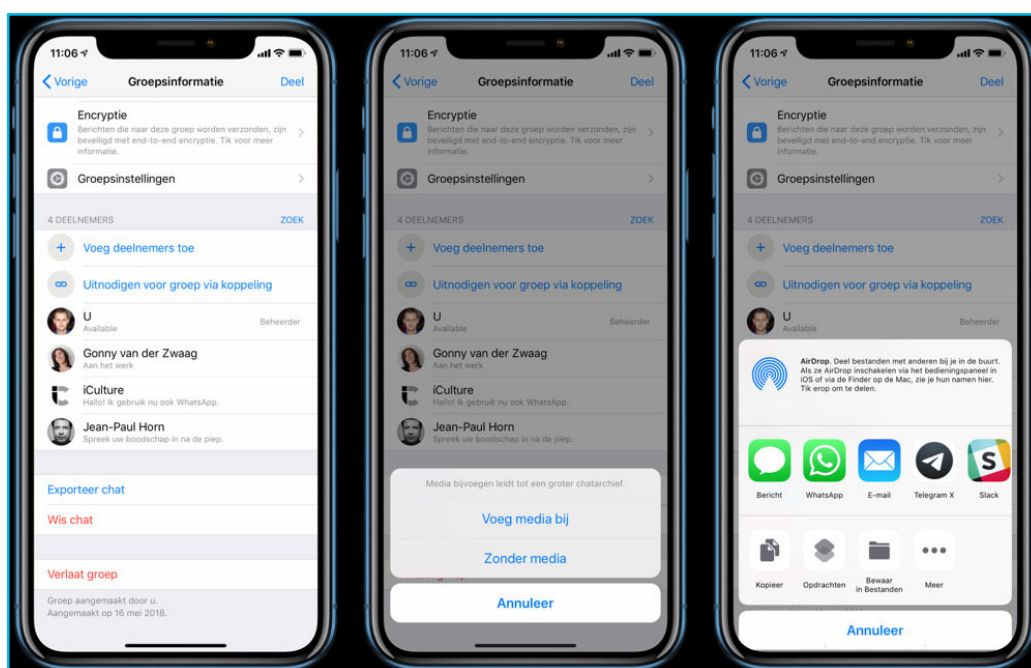 11:06
Vorige
Groepsinformatie
Deel
Encryptie
Berichten die naar deze groep worden verzonden, zijn
beveiligd met end-to-end encryptie. Tik voor meer
informatie.
Groepsinstellingen
4 DEELNEMERS
ZOEK
Voeg deelnemers toe
Uitnodigen voor groep via koppeling
U
Available
Beheerder
Gonny van der Zwaag
Aan het werk
iCulture
Hallo! Ik gebruik nu ook WhatsApp.
Jean-Paul Horn
Spreek uw boodschap in na de piep.
Exporteer chat
Wis chat
Verlaat groep
Groep aangemaakt door u.
Aangemaakt op 16 mei 2018.
11:06
Vorige
Groepsinformatie
Deel
Encryptie
Berichten die naar deze groep worden verzonden, zijn
beveiligd met end-to-end encryptie. Tik voor meer
informatie.
Groepsinstellingen
4 DEELNEMERS
ZOEK
Voeg deelnemers toe
Uitnodigen voor groep via koppeling
U
Available
Beheerder
Gonny van der Zwaag
Aan het werk
iCulture
Hallo! Ik gebruik nu ook WhatsApp.
Jean-Paul Horn
Spreek uw boodschap in na de piep.
Media bijvoegen leidt tot een groter chatarchief.
Voeg media bij
Zonder media
Annuleer
11:06
Vorige
Groepsinformatie
Deel
Encryptie
Berichten die naar deze groep worden verzonden, zijn
beveiligd met end-to-end encryptie. Tik voor meer
informatie.
Groepsinstellingen
4 DEELNEMERS
ZOEK
Voeg deelnemers toe
Uitnodigen voor groep via koppeling
U
Available
Beheerder
AirDrop. Deel bestanden met anderen bij je in de buurt.
Als ze AirDrop inschakelen via het bedieningspaneel in
iOS of via de Finder op de Mac, zie je hun namen hier.
Tik erop om te delen.
Bericht
WhatsApp
E-mail
Telegram X
Slack
Kopieer
Opdrachten
Bewaar
in Bestanden
Meer
Annuleer